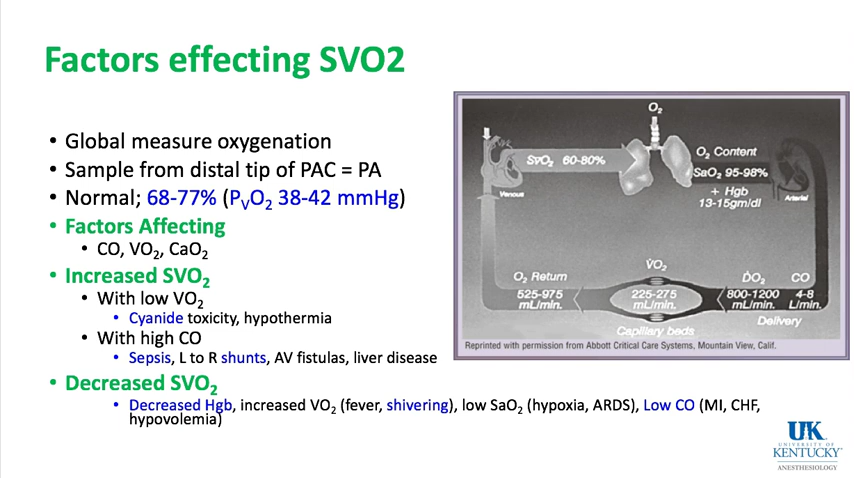 Factors effecting SVO2
• Global measure oxygenation
• Sample from distal tip of PAC = PA
• Normal; 68-77% (PVO2 38-42 mmHg)
• Factors Affecting
• CO, VO2, CaO2
• Increased SVO2
• With low VO2
• Cyanide toxicity, hypothermia
• With high CO
• Sepsis, L to R shunts, AV fistulas, liver disease
• Decreased SVO2
• Decreased Hgb, increased VO2 (fever, shivering), low SaO2 (hypoxia, ARDS), Low CO (MI, CHF,
hypovolemia)
O2
Sv̄O2 60-80%
O2 Content
SaO2 95-98%
+ Hgb
13-15gm/dl
Venous
Arterial
O2 Return
525-975
mL/min.
V̇O2
225-275
mL/min.
Capillary beds
ḊO2
800-1200
mL/min.
CO
4-8
L/min.
Delivery
Reprinted with permission from Abbott Critical Care Systems, Mountain View, Calif.
UK
UNIVERSITY OF
KENTUCKY
ANESTHESIOLOGY